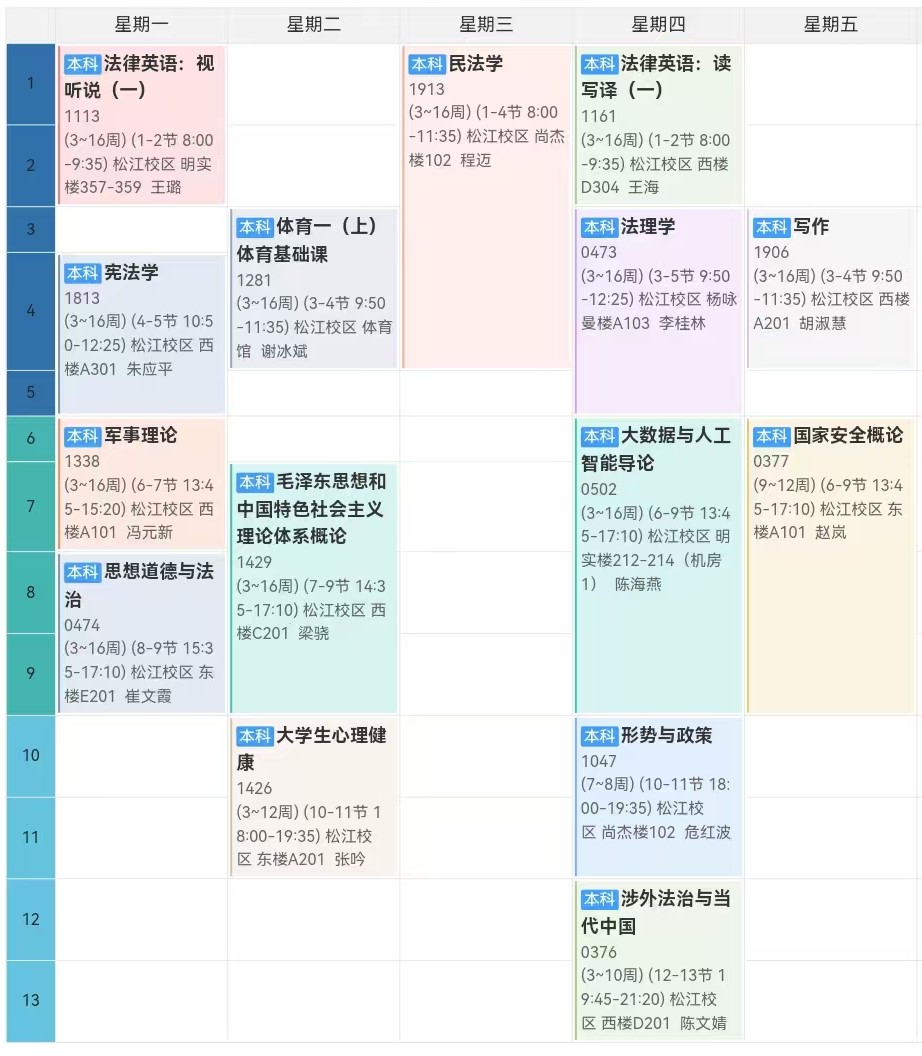 星期一
星期二
星期三
星期四
星期五
1
2
3
4
5
6
7
8
9
10
11
12
13
本科 法律英语：视
听说（一）
1113
(3~16周) (1-2节 8:00
-9:35) 松江校区 明实
楼357-359 王璐
本科 宪法学
1813
(3~16周) (4-5节 10:5
0-12:25) 松江校区 西
楼A301 朱应平
本科 军事理论
1338
(3~16周) (6-7节 13:4
5-15:20) 松江校区 西
楼A101 冯元新
本科 思想道德与法
治
0474
(3~16周) (8-9节 15:3
5-17:10) 松江校区 东
楼E201 崔文霞
本科 体育一（上）
体育基础课
1281
(3~16周) (3-4节 9:50
-11:35) 松江校区 体育
馆 谢冰斌
本科 毛泽东思想和
中国特色社会主义
理论体系概论
1429
(3~16周) (7-9节 14:3
5-17:10) 松江校区 西
楼C201 梁骁
本科 大学生心理健
康
1426
(3~12周) (10-11节 1
8:00-19:35) 松江校
区 东楼A201 张吟
本科 民法学
1913
(3~16周) (1-4节 8:00
-11:35) 松江校区 尚杰
楼102 程迈
本科 法律英语：读
写译（一）
1161
(3~16周) (1-2节 8:00
-9:35) 松江校区 西楼
D304 王海
本科 法理学
0473
(3~16周) (3-5节 9:50
-12:25) 松江校区 杨咏
曼楼A103 李桂林
本科 大数据与人工
智能导论
0502
(3~16周) (6-9节 13:4
5-17:10) 松江校区 明
实楼212-214（机房
1） 陈海燕
本科 形势与政策
1047
(7~8周) (10-11节 18:
00-19:35) 松江校
区 尚杰楼102 危红波
本科 涉外法治与当
代中国
0376
(3~10周) (12-13节 1
9:45-21:20) 松江校
区 西楼D201 陈文婧
本科 写作
1906
(3~16周) (3-4节 9:50
-11:35) 松江校区 西楼
A201 胡淑慧
本科 国家安全概论
0377
(9~12周) (6-9节 13:4
5-17:10) 松江校区 东
楼A101 赵岚